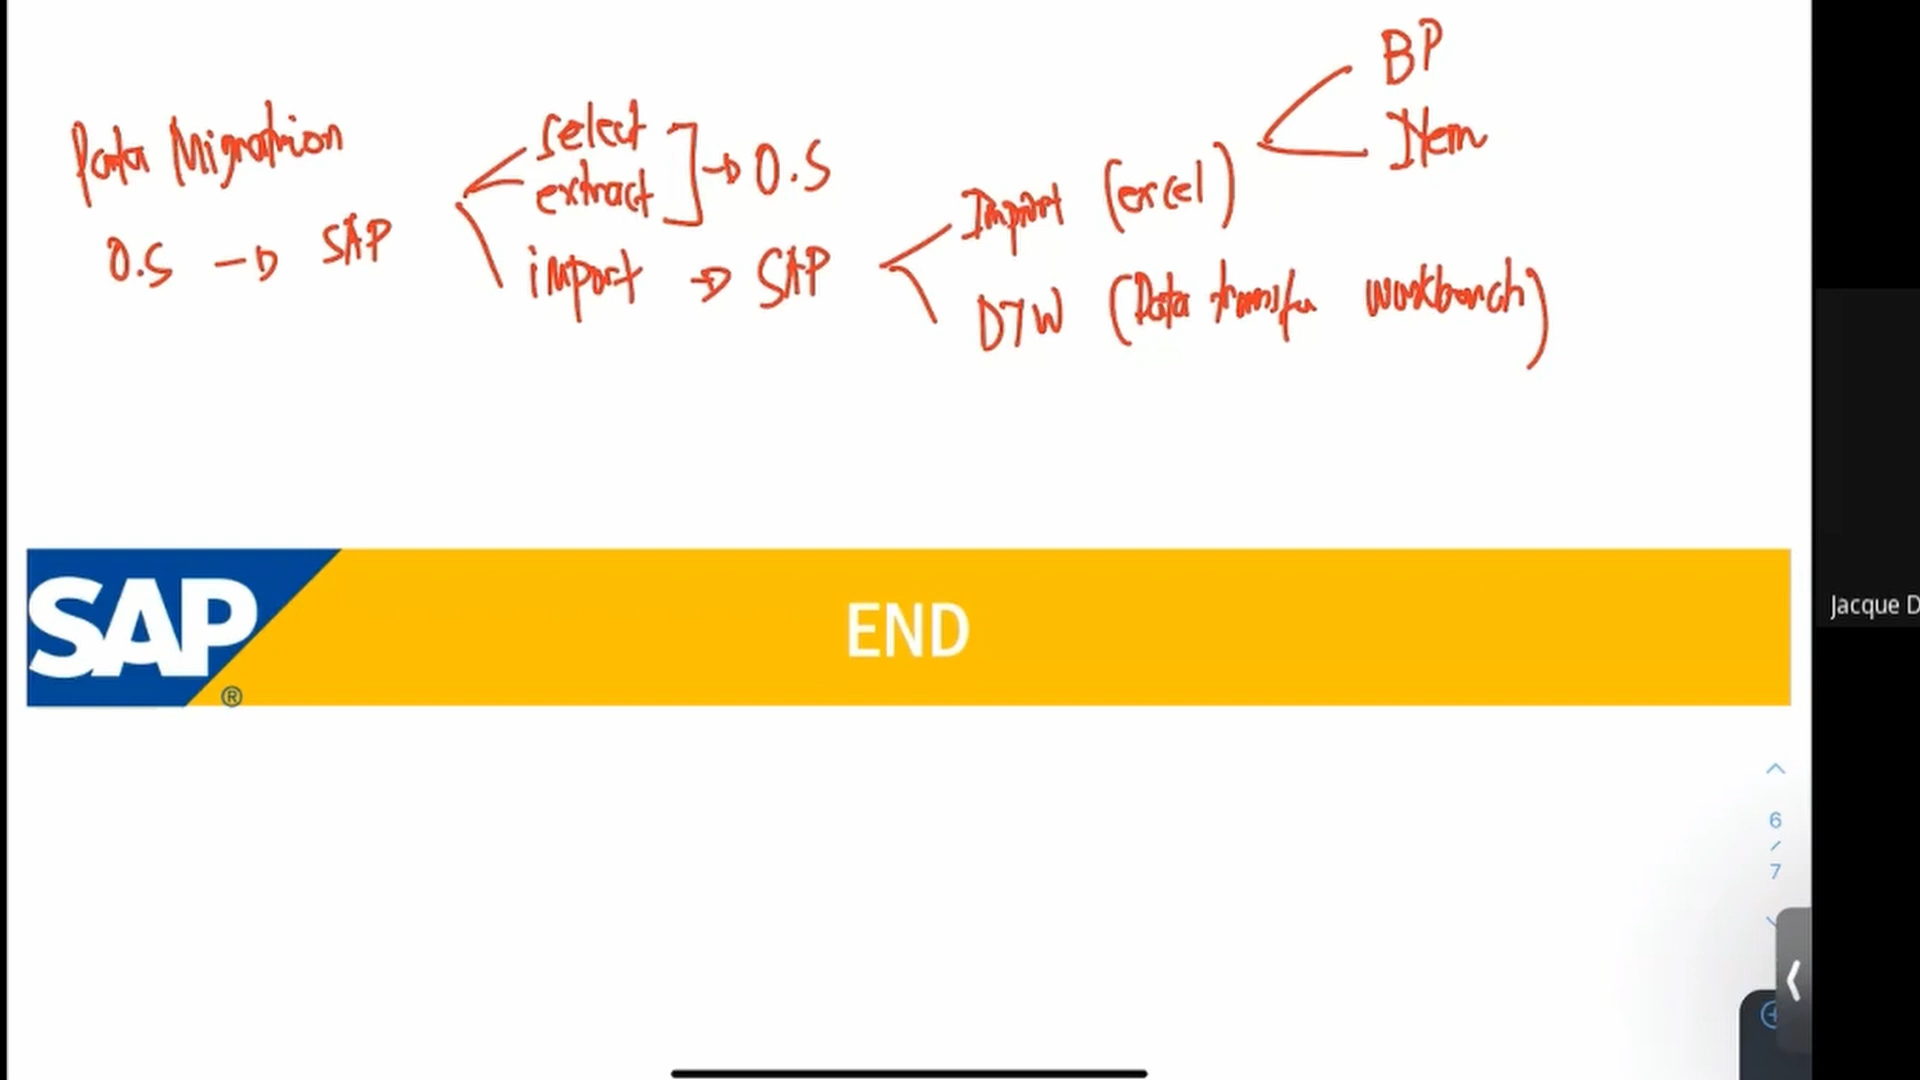 BP
Item
Data Migration
select
extract
O.S
Import (excel)
O.S → SAP
import → SAP
DTW (Data transfer workbench)
SAP
®
END
6
/
7
Jacque D